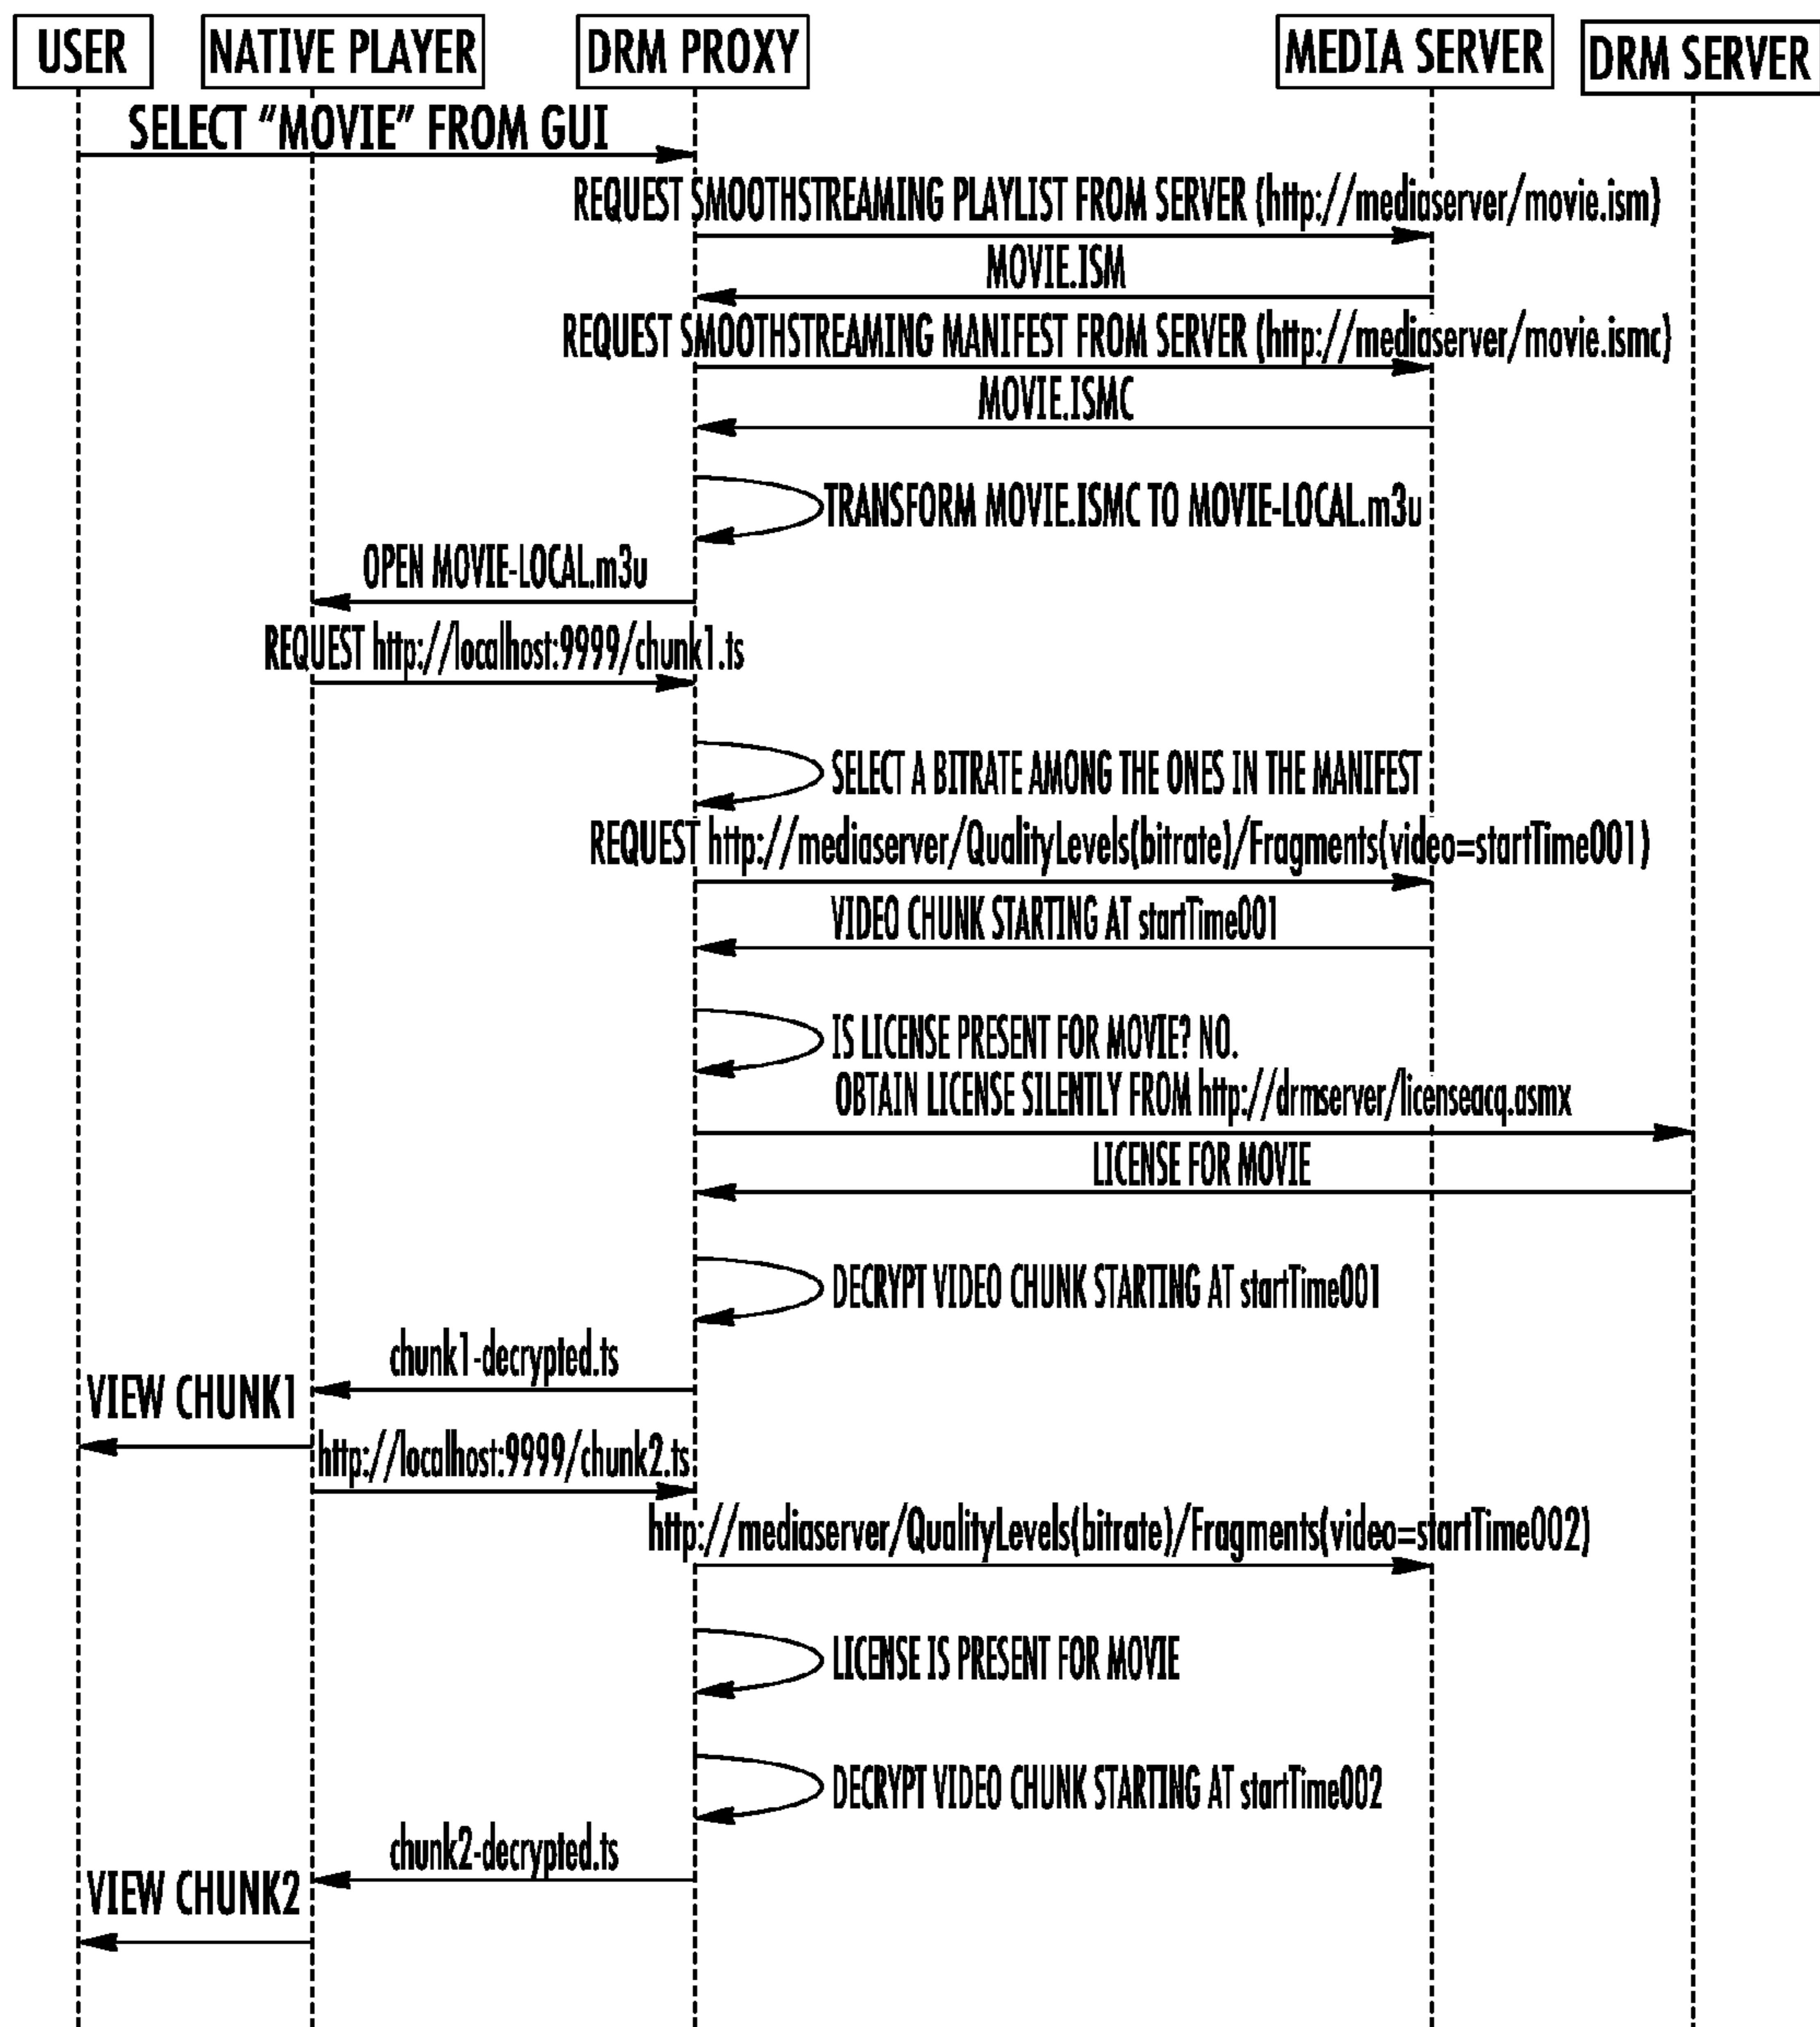 USER
NATIVE PLAYER
DRM PROXY
MEDIA SERVER
DRM SERVER
SELECT “MOVIE” FROM GUI
REQUEST SMOOTHSTREAMING PLAYLIST FROM SERVER (http://mediaserver/movie.ism)
MOVIE.ISM
REQUEST SMOOTHSTREAMING MANIFEST FROM SERVER (http://mediaserver/movie.ismc)
MOVIE.ISMC
TRANSFORM MOVIE.ISMC TO MOVIE-LOCAL.m3u
OPEN MOVIE-LOCAL.m3u
REQUEST http://localhost:9999/chunk1.ts
SELECT A BITRATE AMONG THE ONES IN THE MANIFEST
REQUEST http://mediaserver/QualityLevels(bitrate)/Fragments(video=startTime001)
VIDEO CHUNK STARTING AT startTime001
IS LICENSE PRESENT FOR MOVIE? NO.
OBTAIN LICENSE SILENTLY FROM http://drmserver/licenseacq.asmx
LICENSE FOR MOVIE
DECRYPT VIDEO CHUNK STARTING AT startTime001
chunk1-decrypted.ts
VIEW CHUNK1
http://localhost:9999/chunk2.ts
http://mediaserver/QualityLevels(bitrate)/Fragments(video=startTime002)
LICENSE IS PRESENT FOR MOVIE
DECRYPT VIDEO CHUNK STARTING AT startTime002
chunk2-decrypted.ts
VIEW CHUNK2